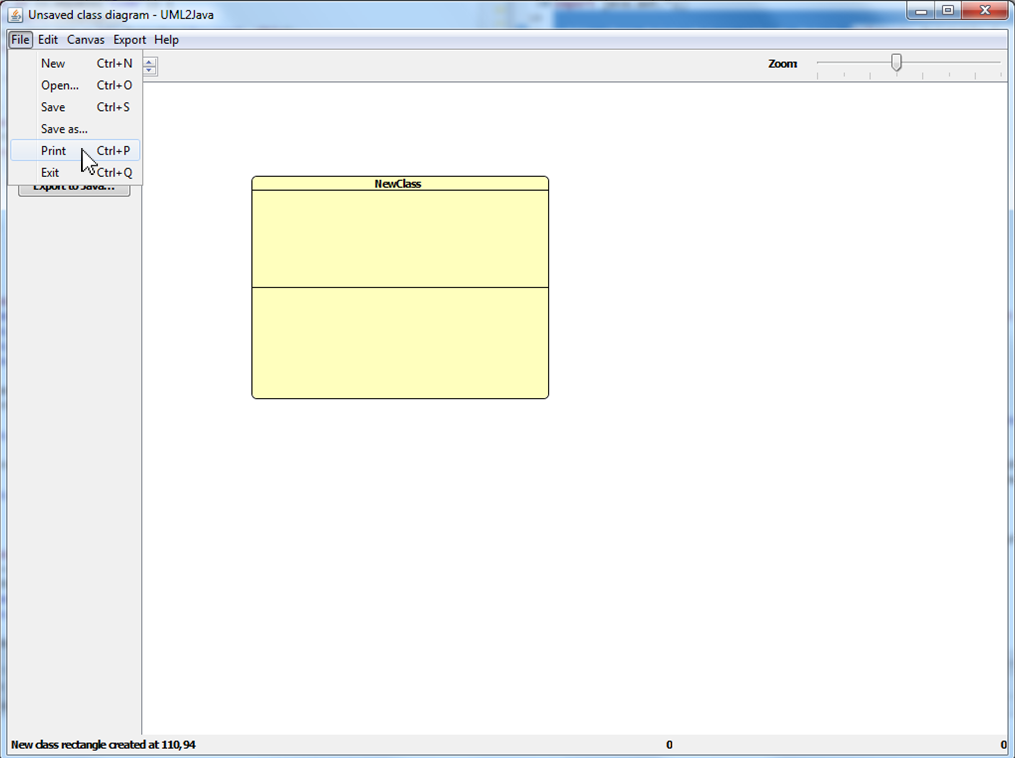 Unsaved class diagram - UML2Java
File Edit Canvas Export Help
New Ctrl+N
Open... Ctrl+O
Save Ctrl+S
Save as...
Print Ctrl+P
Exit Ctrl+Q
Zoom:
Export to Java...
NewClass
New class rectangle created at 110,94
0
0